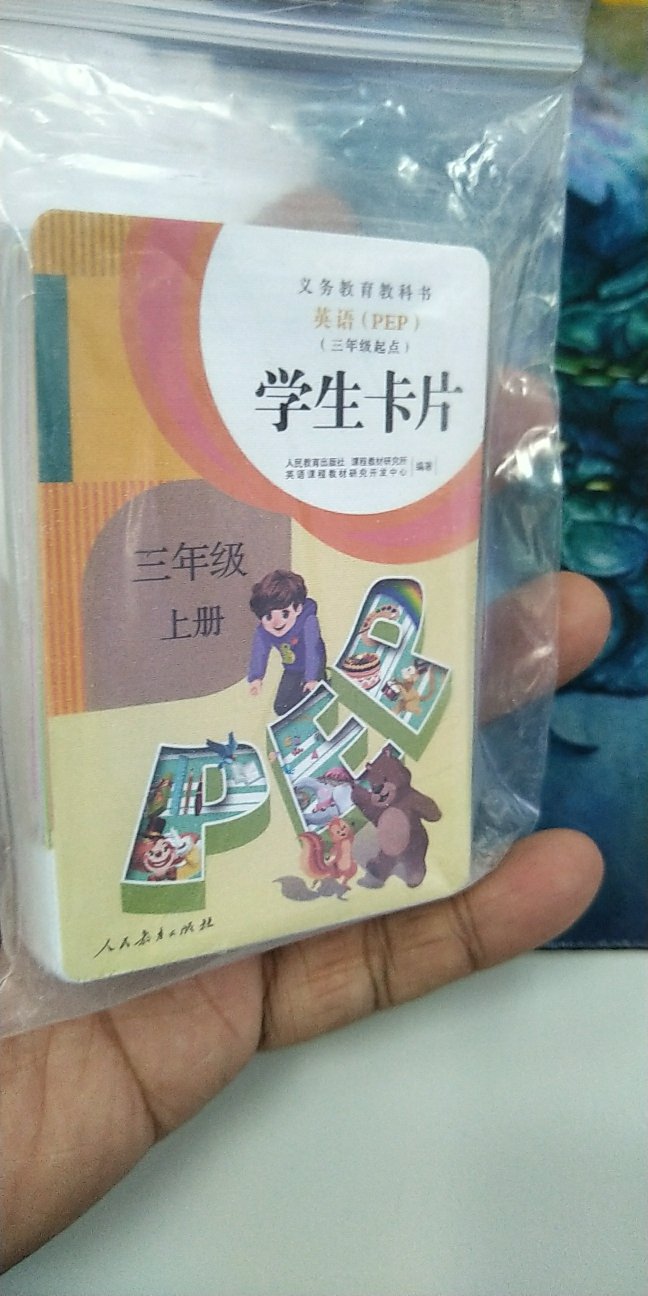 义务教育教科书
英语（PEP）
（三年级起点）
学生卡片
人民教育出版社 课程教材研究所
英语课程教材研究开发中心
编著
三年级
上册
PEP
人民教育出版社